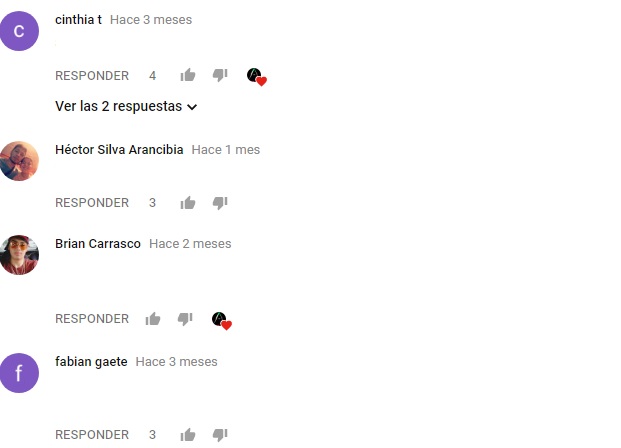 c
cinthia t Hace 3 meses
RESPONDER 4
Ver las 2 respuestas
Héctor Silva Arancibia Hace 1 mes
RESPONDER 3
Brian Carrasco Hace 2 meses
RESPONDER
f
fabian gaete Hace 3 meses
RESPONDER 3